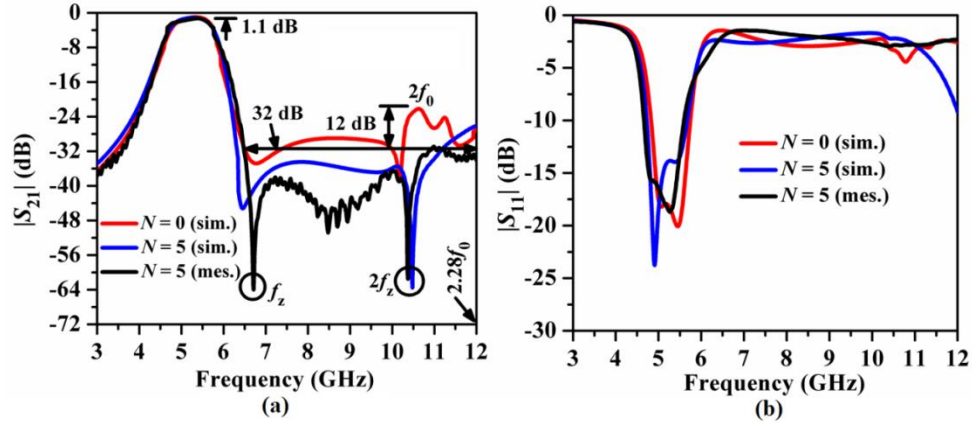 |S21| (dB)
0
-8
-16
-24
-32
-40
-48
-56
-64
-72
1.1 dB
2f0
32 dB
12 dB
N = 0 (sim.)
N = 5 (sim.)
N = 5 (mes.)
fz
2fz
2.28f0
3 4 5 6 7 8 9 10 11 12
Frequency (GHz)
(a)
|S11| (dB)
0
-5
-10
-15
-20
-25
-30
N = 0 (sim.)
N = 5 (sim.)
N = 5 (mes.)
3 4 5 6 7 8 9 10 11 12
Frequency (GHz)
(b)